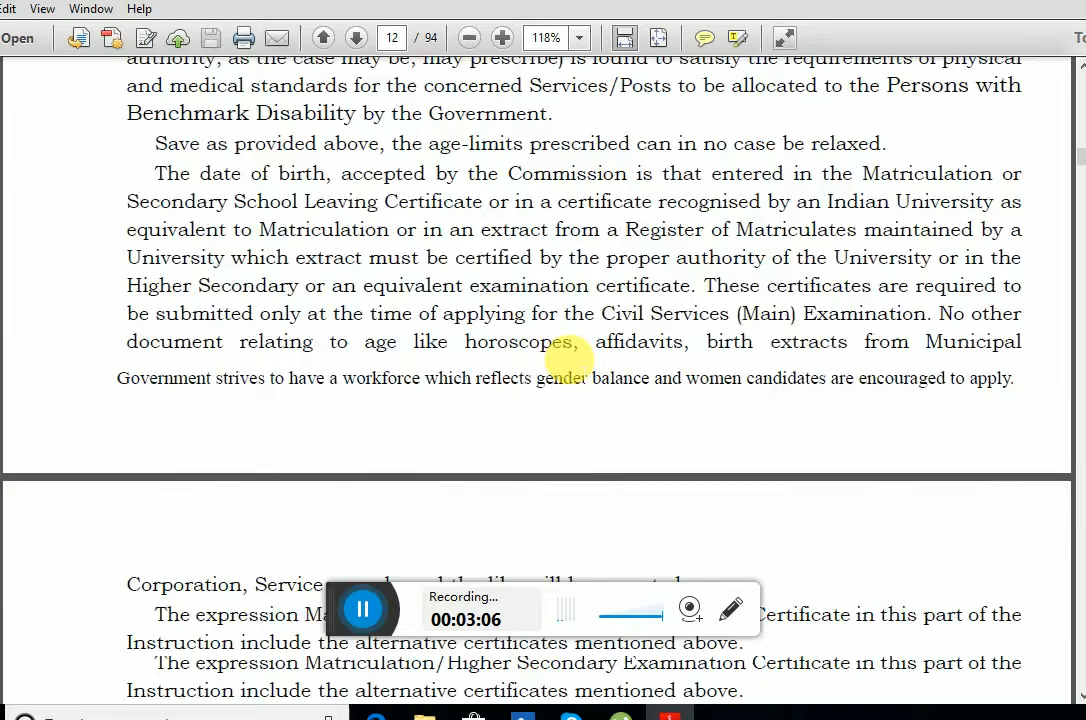 Edit View Window Help
Open 12 / 94 118%
authority, as the case may be, may prescribe) is found to satisfy the requirements of physical
and medical standards for the concerned Services/Posts to be allocated to the Persons with
Benchmark Disability by the Government.
Save as provided above, the age-limits prescribed can in no case be relaxed.
The date of birth, accepted by the Commission is that entered in the Matriculation or
Secondary School Leaving Certificate or in a certificate recognised by an Indian University as
equivalent to Matriculation or in an extract from a Register of Matriculates maintained by a
University which extract must be certified by the proper authority of the University or in the
Higher Secondary or an equivalent examination certificate. These certificates are required to
be submitted only at the time of applying for the Civil Services (Main) Examination. No other
document relating to age like horoscopes, affidavits, birth extracts from Municipal
Government strives to have a workforce which reflects gender balance and women candidates are encouraged to apply.
Corporation, Service
Recording...
00:03:06
The expression Certificate in this part of the
Instruction include the alternative certificates mentioned above.
The expression Matriculation/Higher Secondary Examination Certificate in this part of the
Instruction include the alternative certificates mentioned above.